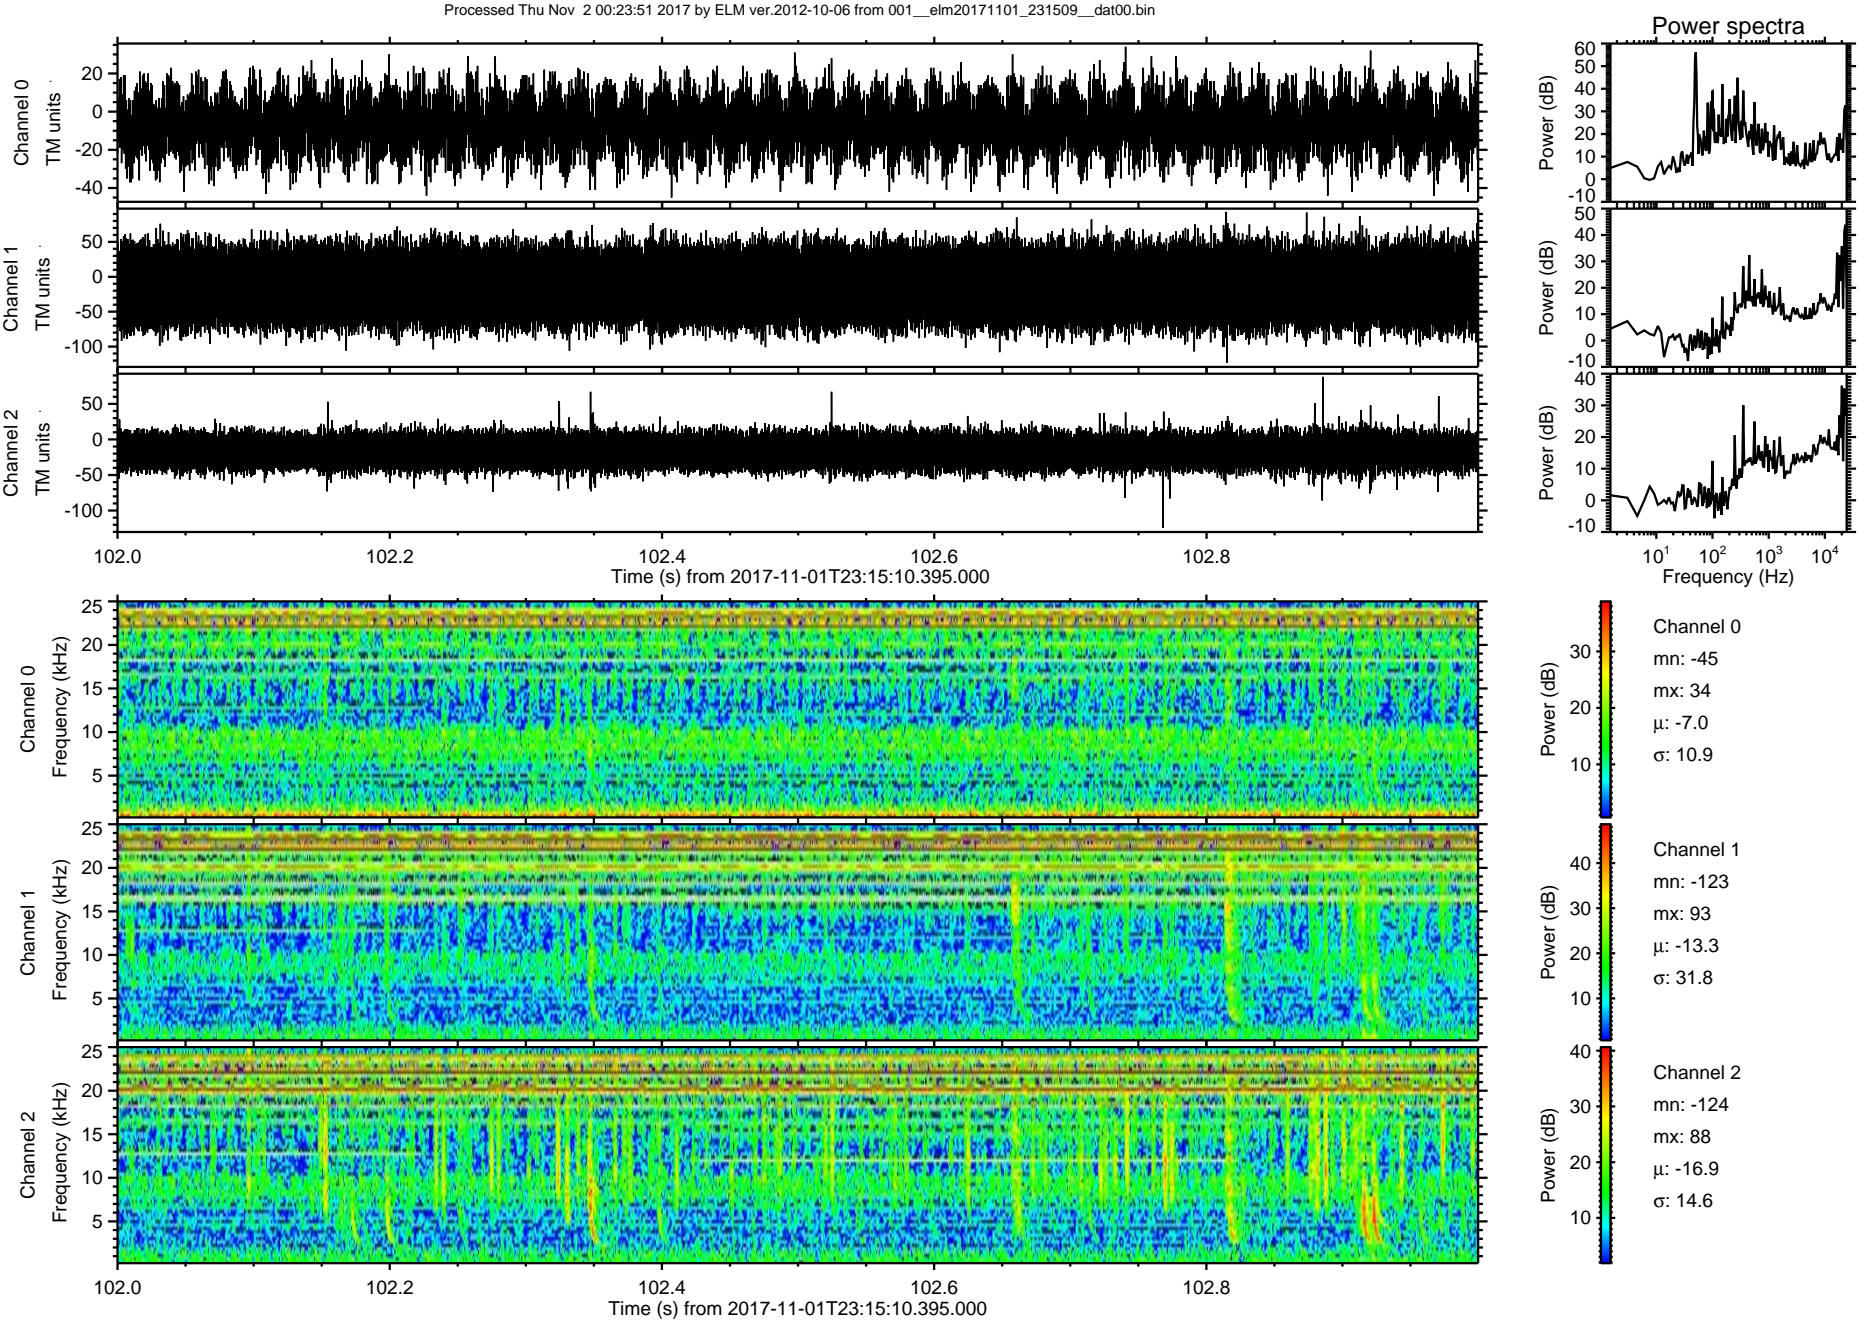 Processed Thu Nov  2 00:23:51 2017 by ELM ver.2012-10-06 from 001__elm20171101_231509__dat00.bin
Power spectra
Channel 0
TM units
20
0
-20
-40
Power (dB)
60
50
40
30
20
10
0
-10
Channel 1
TM units
50
0
-50
-100
Power (dB)
50
40
30
20
10
0
-10
Channel 2
TM units
50
0
-50
-100
Power (dB)
40
30
20
10
0
-10
102.0 102.2 102.4 102.6 102.8
Time (s) from 2017-11-01T23:15:10.395.000
10^1 10^2 10^3 10^4
Frequency (Hz)
Channel 0
Frequency (kHz)
25
20
15
10
5
Power (dB)
30
20
10
Channel 0
mn: -45
mx: 34
μ: -7.0
σ: 10.9
Channel 1
Frequency (kHz)
25
20
15
10
5
Power (dB)
40
30
20
10
Channel 1
mn: -123
mx: 93
μ: -13.3
σ: 31.8
Channel 2
Frequency (kHz)
25
20
15
10
5
Power (dB)
40
30
20
10
Channel 2
mn: -124
mx: 88
μ: -16.9
σ: 14.6
102.0 102.2 102.4 102.6 102.8
Time (s) from 2017-11-01T23:15:10.395.000